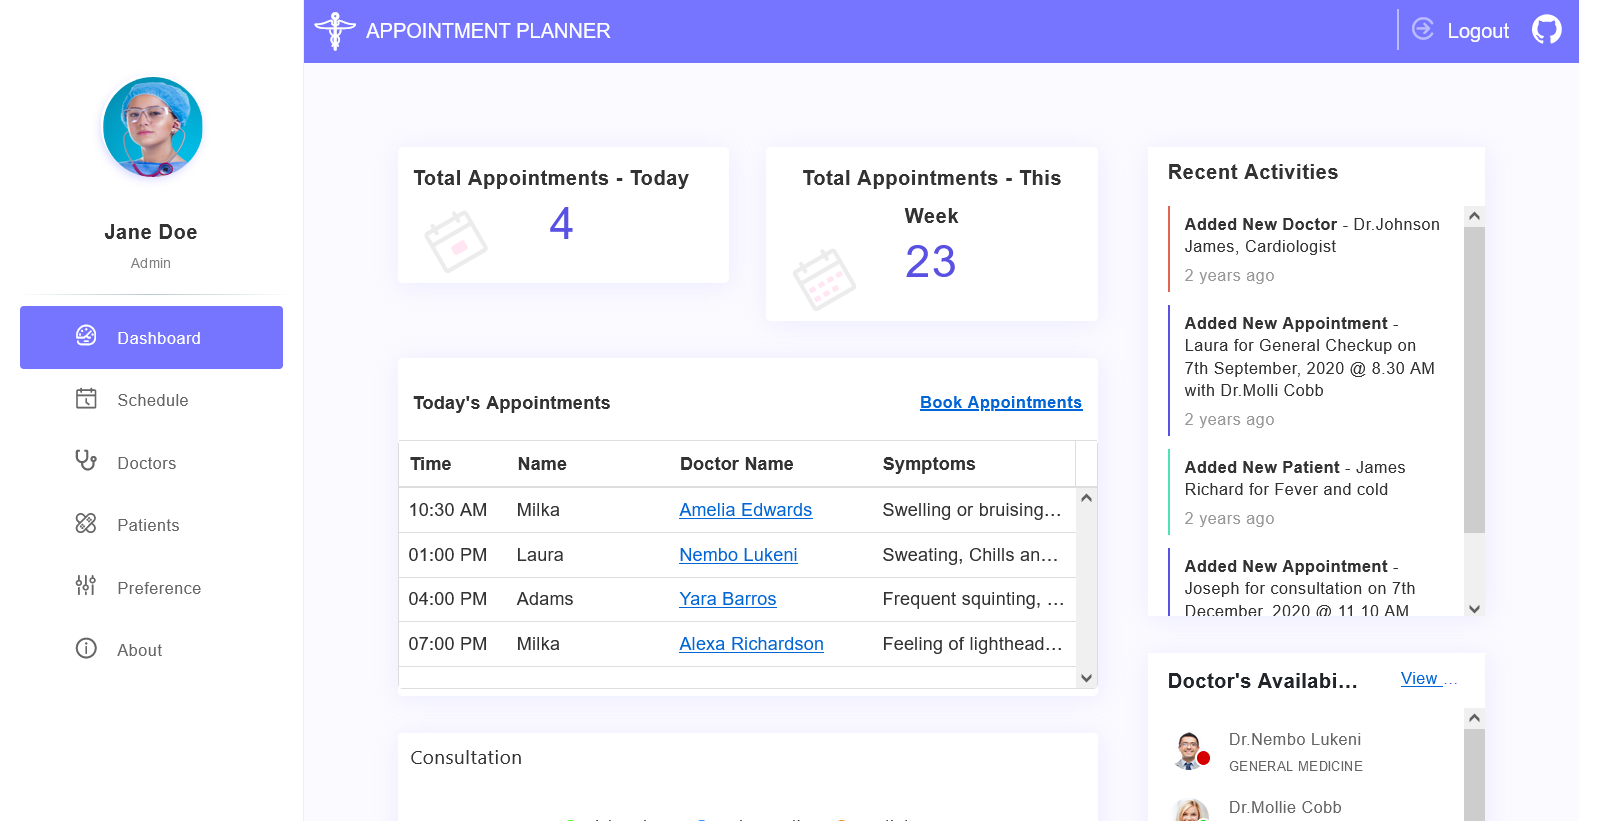 APPOINTMENT PLANNER
Logout
Jane Doe
Admin
Dashboard
Schedule
Doctors
Patients
Preference
About
Total Appointments - Today
4
Total Appointments - This
Week
23
Today's Appointments
Book Appointments
Time Name Doctor Name Symptoms
10:30 AM Milka Amelia Edwards Swelling or bruising...
01:00 PM Laura Nembo Lukeni Sweating, Chills an...
04:00 PM Adams Yara Barros Frequent squinting, ...
07:00 PM Milka Alexa Richardson Feeling of lighthead...
Consultation
Recent Activities
Added New Doctor - Dr.Johnson
James, Cardiologist
2 years ago
Added New Appointment -
Laura for General Checkup on
7th September, 2020 @ 8.30 AM
with Dr.Molli Cobb
2 years ago
Added New Patient - James
Richard for Fever and cold
2 years ago
Added New Appointment -
Joseph for consultation on 7th
December, 2020 @ 11.10 AM
Doctor's Availabi...
View ...
Dr.Nembo Lukeni
GENERAL MEDICINE
Dr.Mollie Cobb